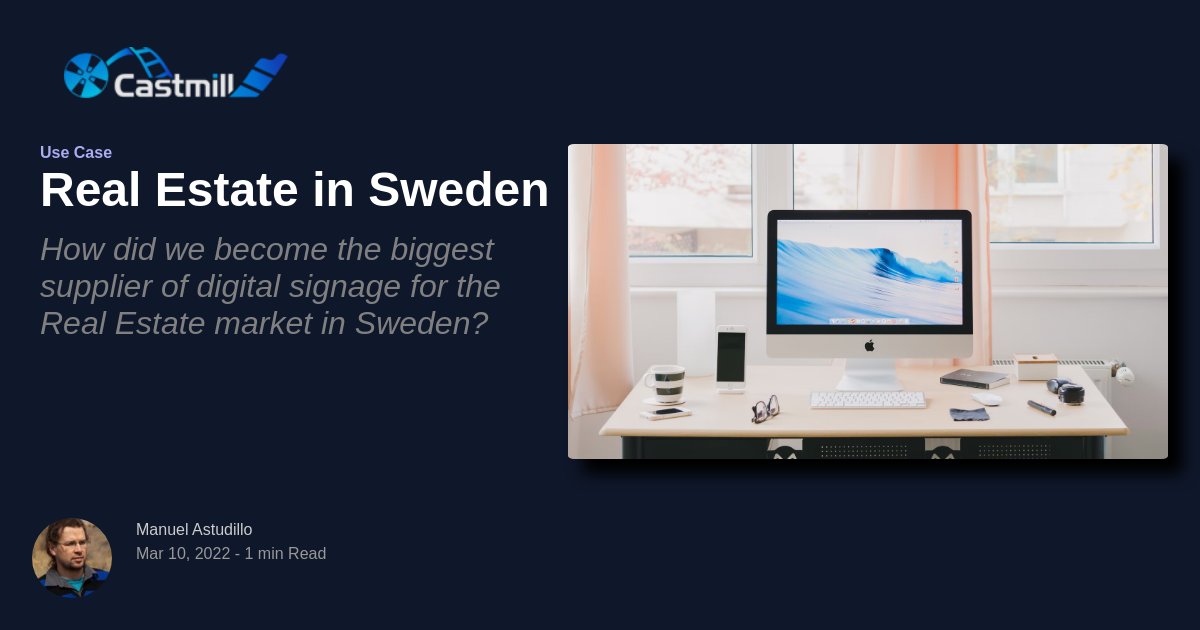 Castmill
Use Case
Real Estate in Sweden
How did we become the biggest
supplier of digital signage for the
Real Estate market in Sweden?
Manuel Astudillo
Mar 10, 2022 - 1 min Read